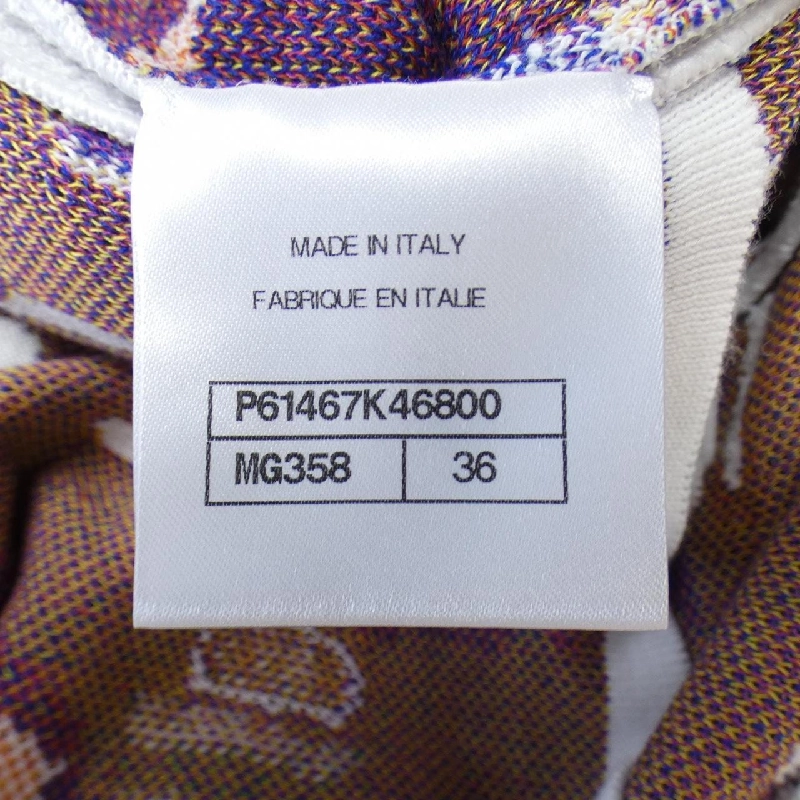 MADE IN ITALY
FABRIQUE EN ITALIE
P61467K46800
MG358 36